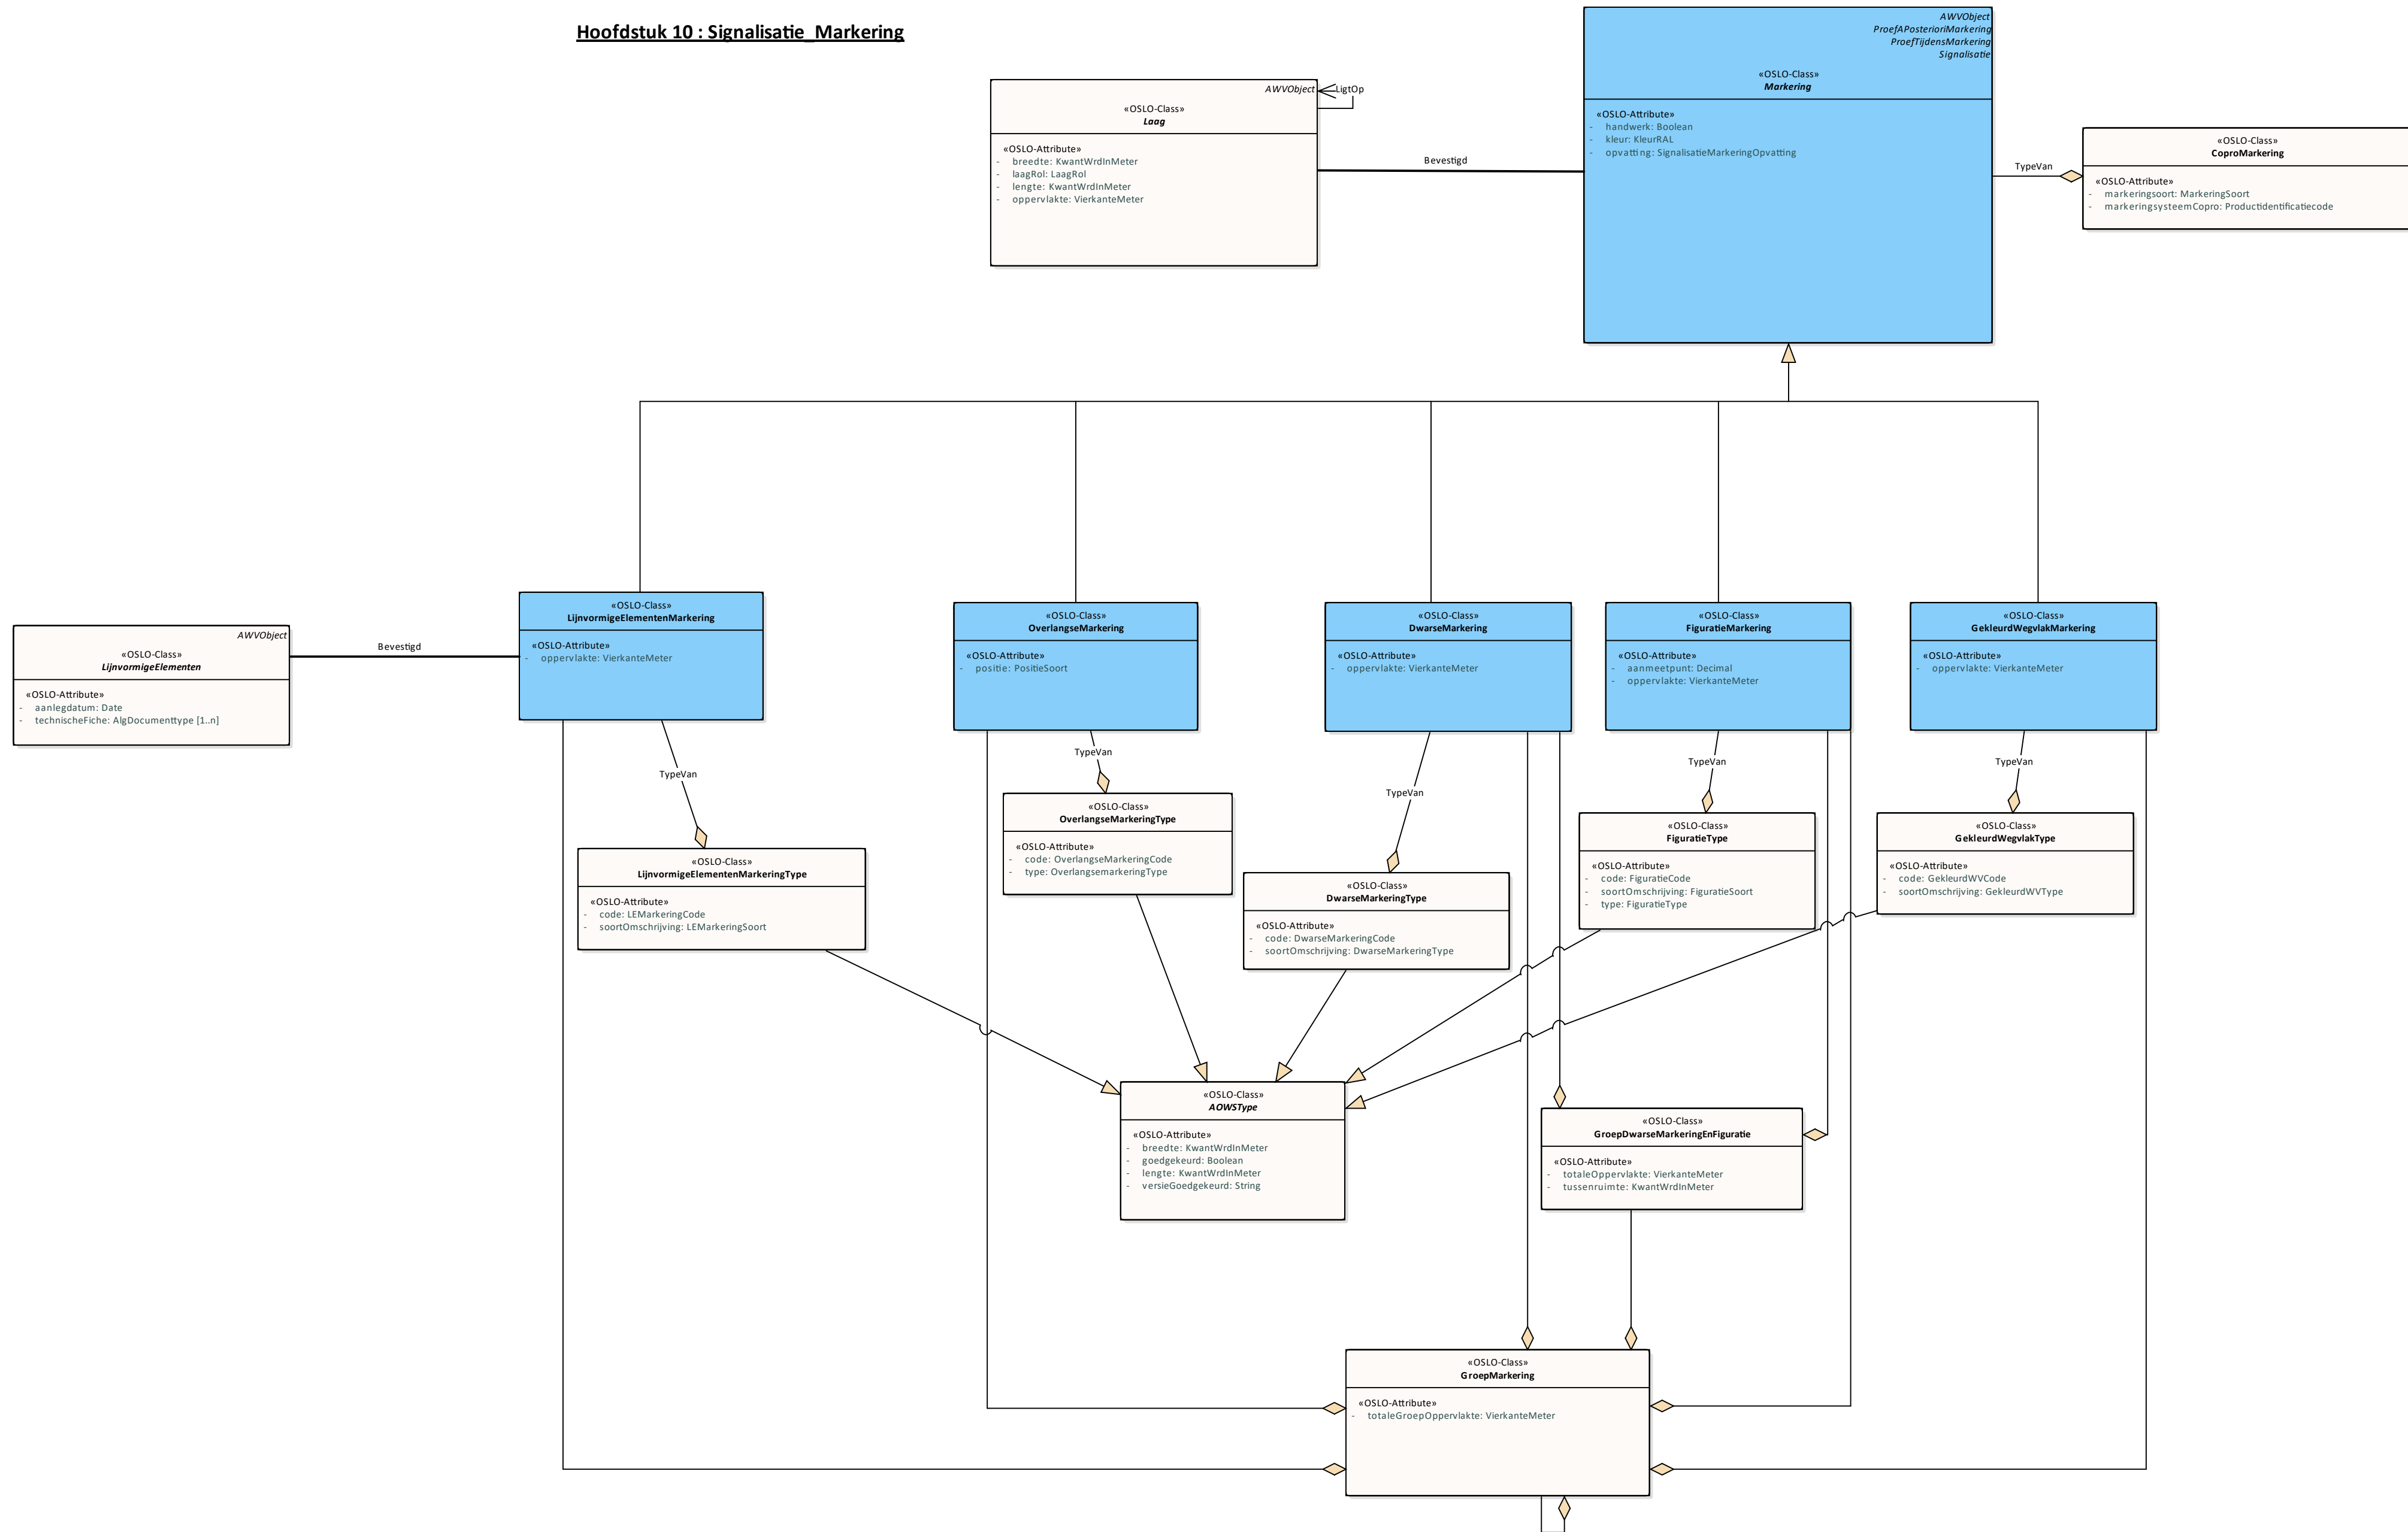 Hoofdstuk 10 : Signalisatie_Markering
AWVObject
ProefAPosterioriMarkering
ProefTijdensMarkering
Signalisatie
«OSLO-Class»
Markering
«OSLO-Attribute»
- handwerk: Boolean
- kleur: KleurRAL
- opvatting: SignalisatieMarkeringOpvatting
AWVObject
«OSLO-Class»
Laag
«OSLO-Attribute»
- breedte: KwantWrdInMeter
- laagRol: LaagRol
- lengte: KwantWrdInMeter
- oppervlakte: VierkanteMeter
LigtOp
Bevestigd
TypeVan
«OSLO-Class»
CoproMarkering
«OSLO-Attribute»
- markeringsoort: MarkeringSoort
- markeringsysteemCopro: Productidentificatiecode
AWVObject
«OSLO-Class»
LijnvormigeElementen
«OSLO-Attribute»
- aanlegdatum: Date
- technischeFiche: AlgDocumenttype [1..n]
Bevestigd
«OSLO-Class»
LijnvormigeElementenMarkering
«OSLO-Attribute»
- oppervlakte: VierkanteMeter
«OSLO-Class»
OverlangseMarkering
«OSLO-Attribute»
- positie: PositieSoort
«OSLO-Class»
DwarseMarkering
«OSLO-Attribute»
- oppervlakte: VierkanteMeter
«OSLO-Class»
FiguratieMarkering
«OSLO-Attribute»
- aanmeetpunt: Decimal
- oppervlakte: VierkanteMeter
«OSLO-Class»
GekleurdWegvlakMarkering
«OSLO-Attribute»
- oppervlakte: VierkanteMeter
TypeVan
TypeVan
TypeVan
TypeVan
TypeVan
«OSLO-Class»
LijnvormigeElementenMarkeringType
«OSLO-Attribute»
- code: LEMarkeringCode
- soortOmschrijving: LEMarkeringSoort
«OSLO-Class»
OverlangseMarkeringType
«OSLO-Attribute»
- code: OverlangseMarkeringCode
- type: OverlangsemarkeringType
«OSLO-Class»
DwarseMarkeringType
«OSLO-Attribute»
- code: DwarseMarkeringCode
- soortOmschrijving: DwarseMarkeringType
«OSLO-Class»
FiguratieType
«OSLO-Attribute»
- code: FiguratieCode
- soortOmschrijving: FiguratieSoort
- type: FiguratieType
«OSLO-Class»
GekleurdWegvlakType
«OSLO-Attribute»
- code: GekleurdWVCode
- soortOmschrijving: GekleurdWVType
«OSLO-Class»
AOWSType
«OSLO-Attribute»
- breedte: KwantWrdInMeter
- goedgekeurd: Boolean
- lengte: KwantWrdInMeter
- versieGoedgekeurd: String
«OSLO-Class»
GroepDwarseMarkeringEnFiguratie
«OSLO-Attribute»
- totaleOppervlakte: VierkanteMeter
- tussenruimte: KwantWrdInMeter
«OSLO-Class»
GroepMarkering
«OSLO-Attribute»
- totaleGroepOppervlakte: VierkanteMeter